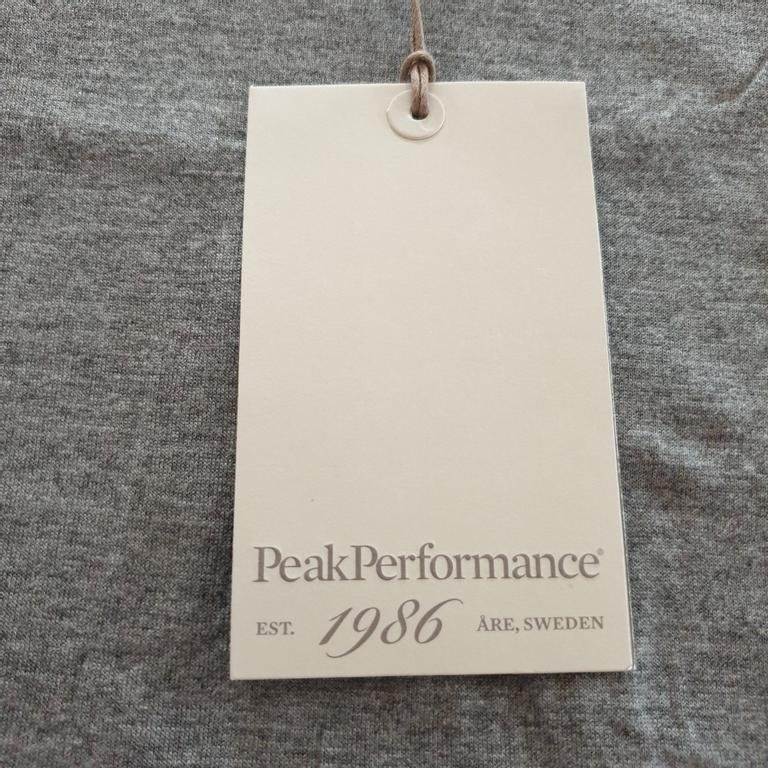 PeakPerformance®
EST. 1986 ÅRE, SWEDEN